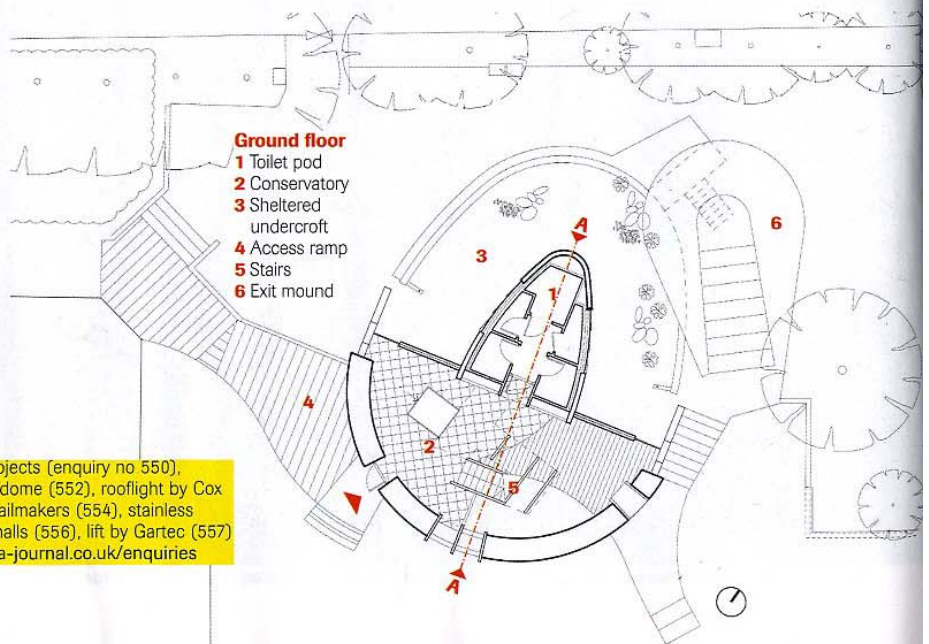 Ground floor
1 Toilet pod
2 Conservatory
3 Sheltered
undercroft
4 Access ramp
5 Stairs
6 Exit mound
A
6
3
1
4
2
5
A
ojects (enquiry no 550),
dome (552), rooflight by Cox
ailmakers (554), stainless
halls (556), lift by Gartec (557)
a-journal.co.uk/enquiries